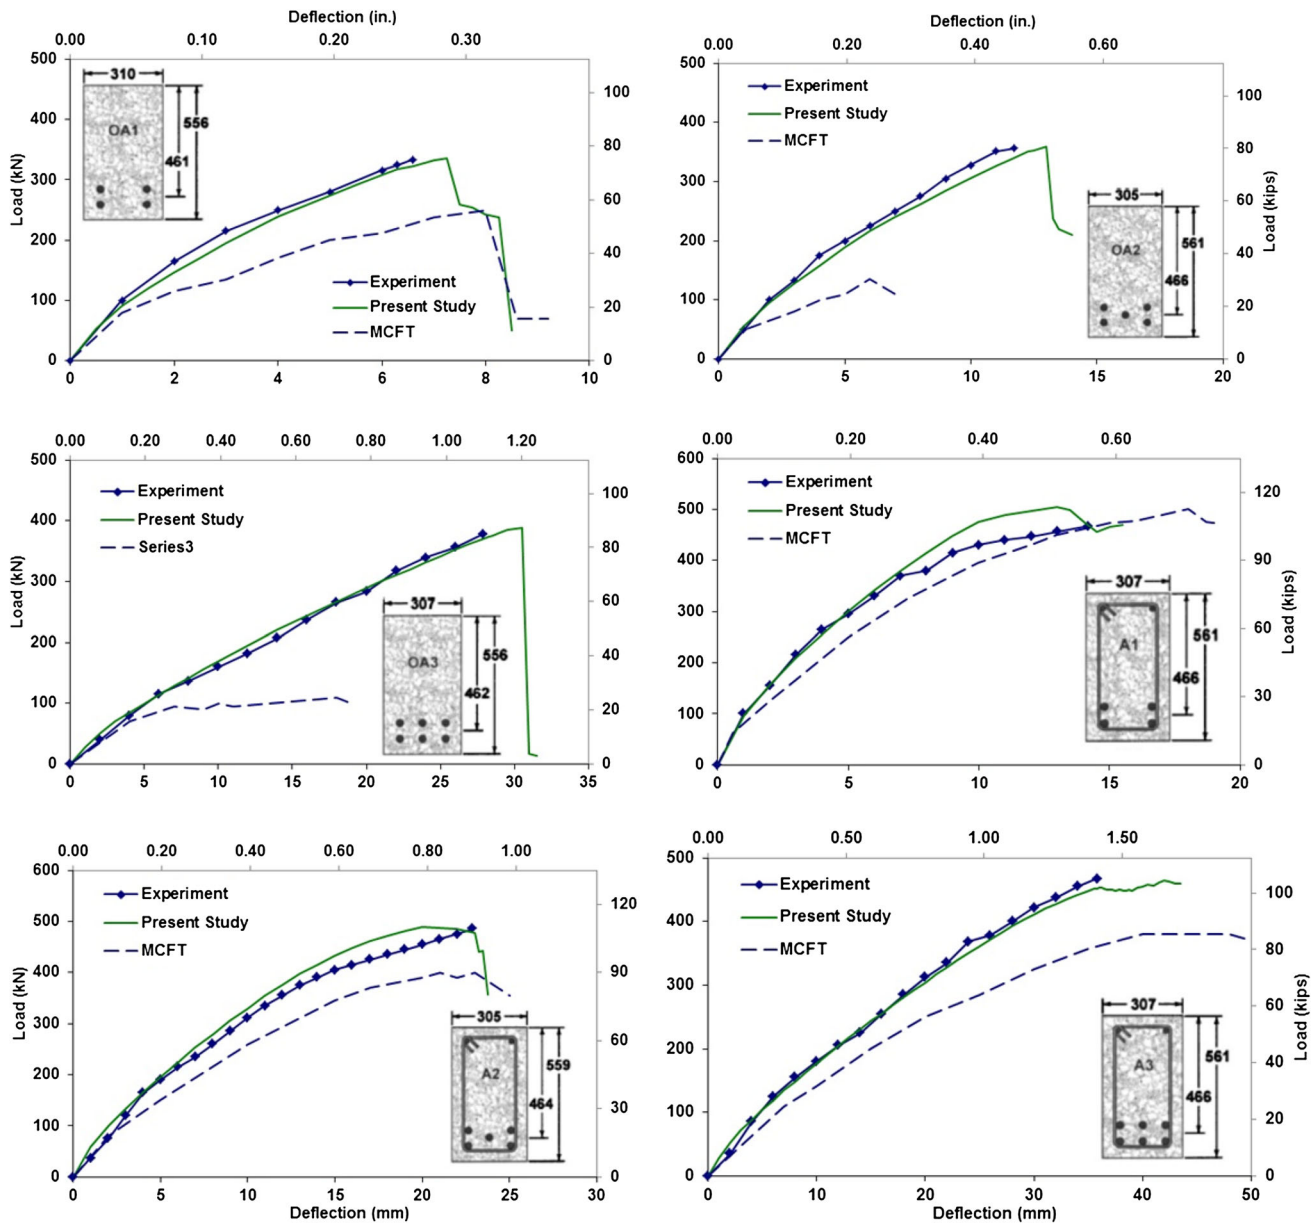 Deflection (in.)
0.00 0.10 0.20 0.30
500
400
300
200
100
0
Load (kN)
100
80
60
40
20
0
310
OA1
461
556
Experiment
Present Study
MCFT
0 2 4 6 8 10
Deflection (in.)
0.00 0.20 0.40 0.60
500
400
300
200
100
0
100
80
60
40
20
0
Load (kips)
Experiment
Present Study
MCFT
305
OA2
466
561
0 5 10 15 20
0.00 0.20 0.40 0.60 0.80 1.00 1.20
500
400
300
200
100
0
Load (kN)
100
80
60
40
20
0
Experiment
Present Study
Series3
307
OA3
462
556
0 5 10 15 20 25 30 35
0.00 0.20 0.40 0.60
600
500
400
300
200
100
0
120
90
60
30
0
Load (kips)
Experiment
Present Study
MCFT
307
A1
466
561
0 5 10 15 20
0.00 0.20 0.40 0.60 0.80 1.00
600
500
400
300
200
100
0
Load (kN)
120
90
60
30
0
Experiment
Present Study
MCFT
305
A2
464
559
0 5 10 15 20 25 30
Deflection (mm)
0.00 0.50 1.00 1.50
500
400
300
200
100
0
100
80
60
40
20
0
Load (kips)
Experiment
Present Study
MCFT
307
A3
466
561
0 10 20 30 40 50
Deflection (mm)